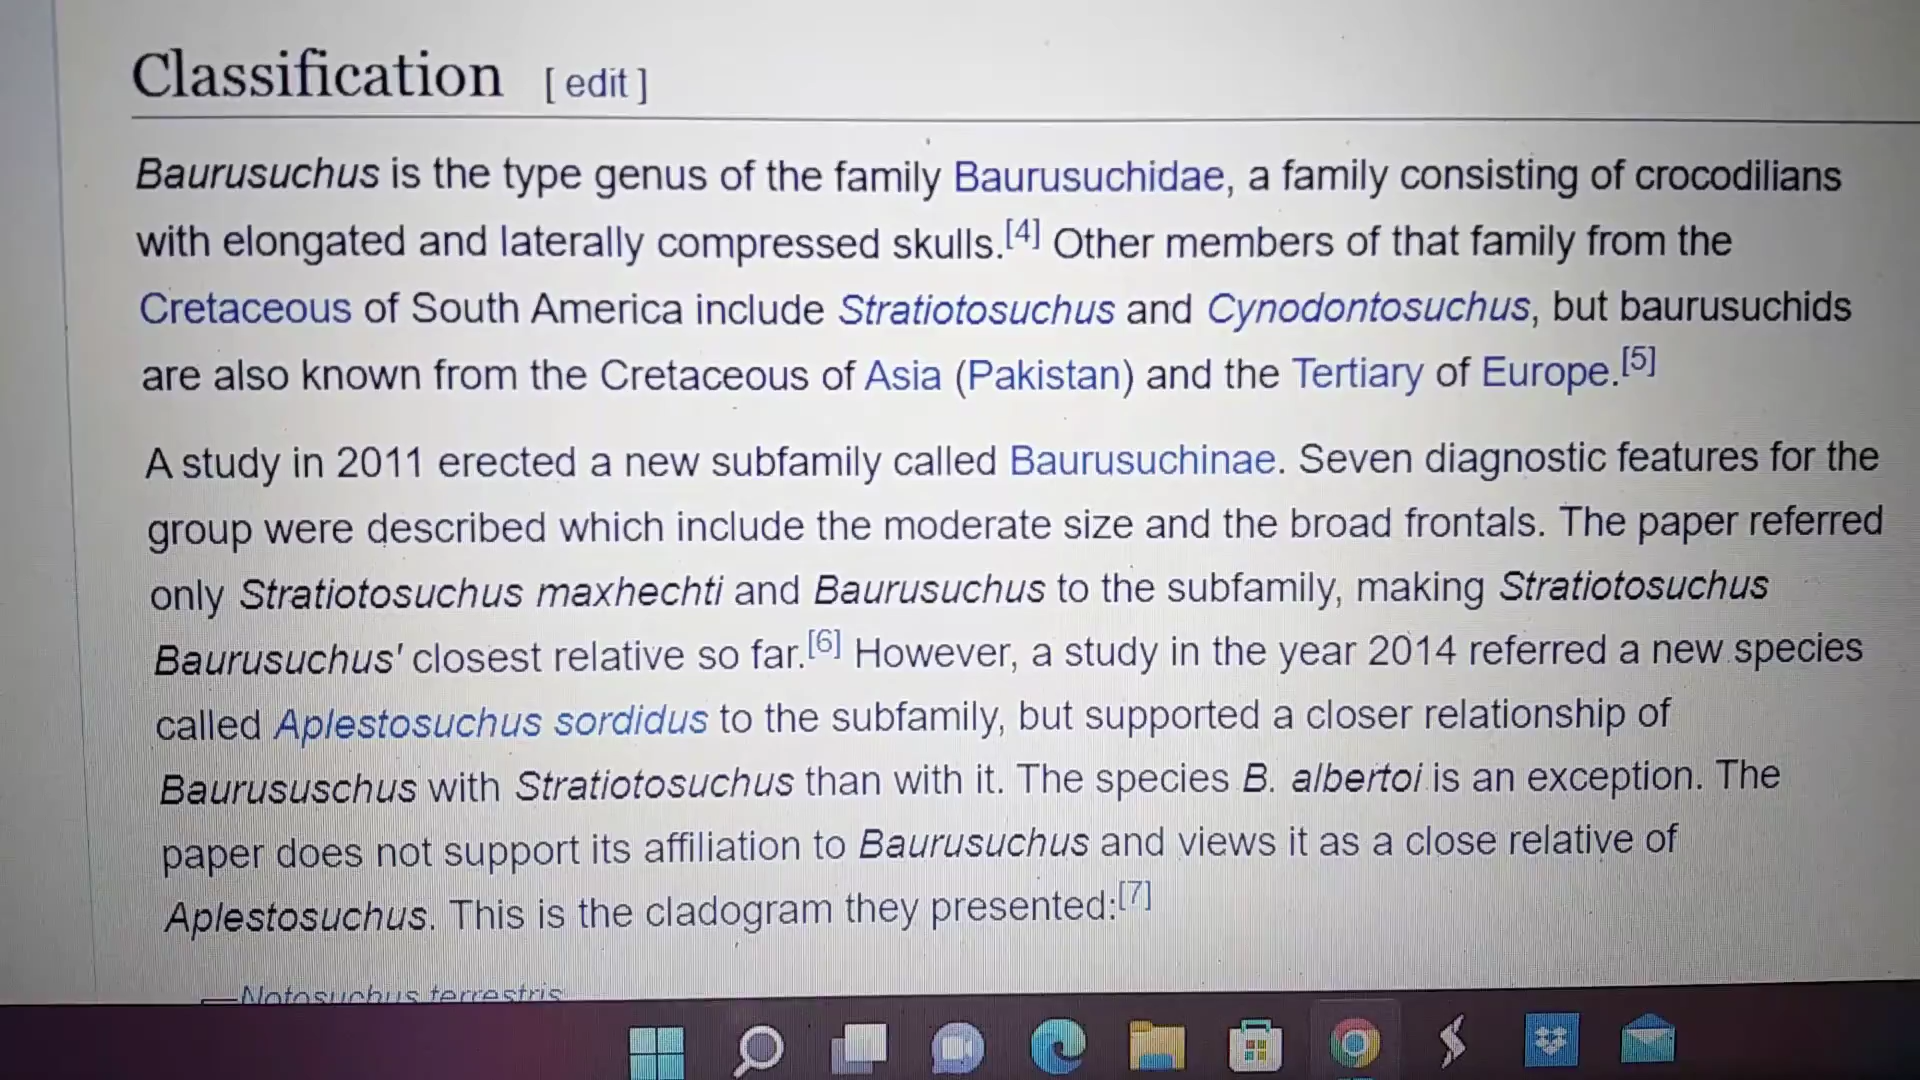 Classification [ edit ]
Baurusuchus is the type genus of the family Baurusuchidae, a family consisting of crocodilians
with elongated and laterally compressed skulls.[4] Other members of that family from the
Cretaceous of South America include Stratiotosuchus and Cynodontosuchus, but baurusuchids
are also known from the Cretaceous of Asia (Pakistan) and the Tertiary of Europe.[5]
A study in 2011 erected a new subfamily called Baurusuchinae. Seven diagnostic features for the
group were described which include the moderate size and the broad frontals. The paper referred
only Stratiotosuchus maxhechti and Baurusuchus to the subfamily, making Stratiotosuchus
Baurusuchus' closest relative so far.[6] However, a study in the year 2014 referred a new species
called Aplestosuchus sordidus to the subfamily, but supported a closer relationship of
Baurususchus with Stratiotosuchus than with it. The species B. albertoi is an exception. The
paper does not support its affiliation to Baurusuchus and views it as a close relative of
Aplestosuchus. This is the cladogram they presented:[7]
Notosuchus terrestris